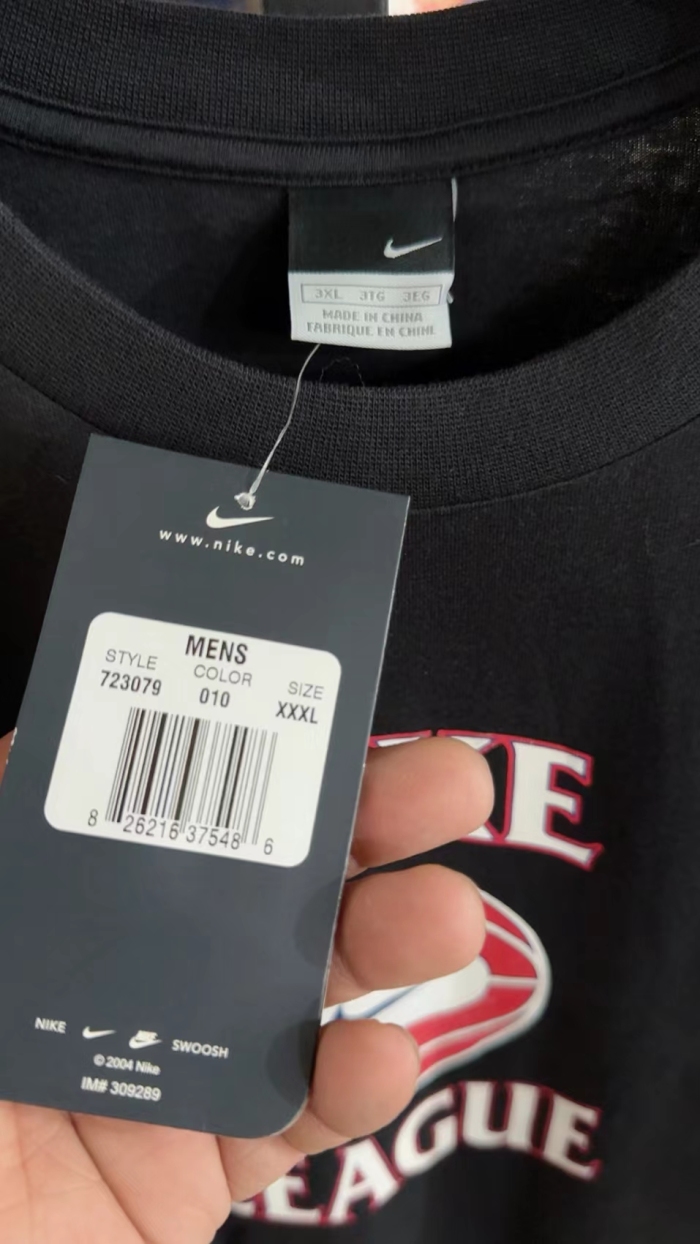 3XL 3TG 3EG
MADE IN CHINA
FABRIQUE EN CHINE
www.nike.com
MENS
STYLE COLOR SIZE
723079 010 XXXL
8 26216 37548 6
NIKE SWOOSH
© 2004 Nike
IM# 309289
KE
EAGUE